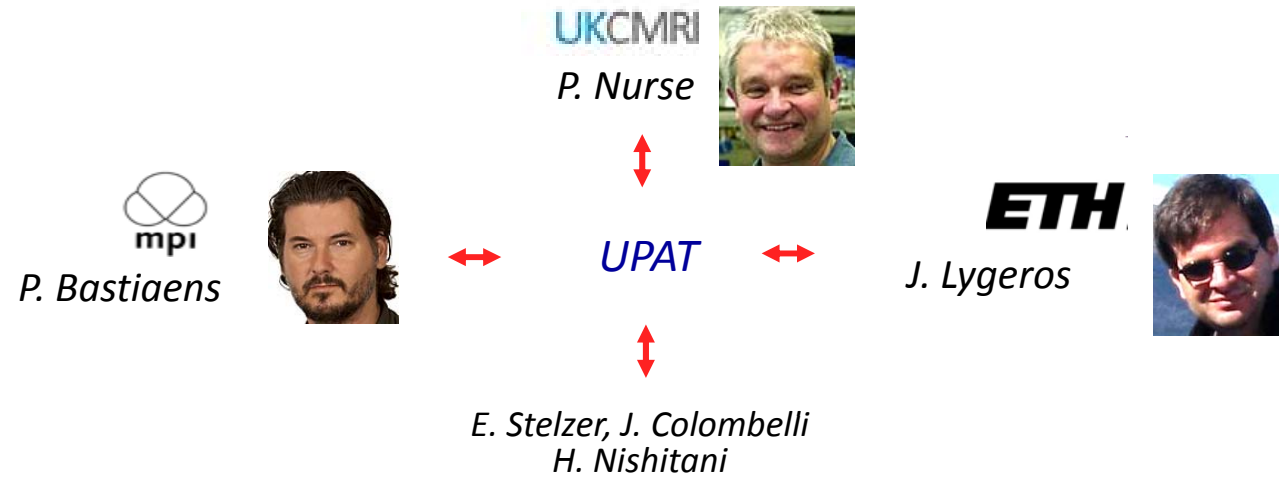 UKCMRI
P. Nurse
mpi
P. Bastiaens
UPAT
ETH
J. Lygeros
E. Stelzer, J. Colombelli
H. Nishitani